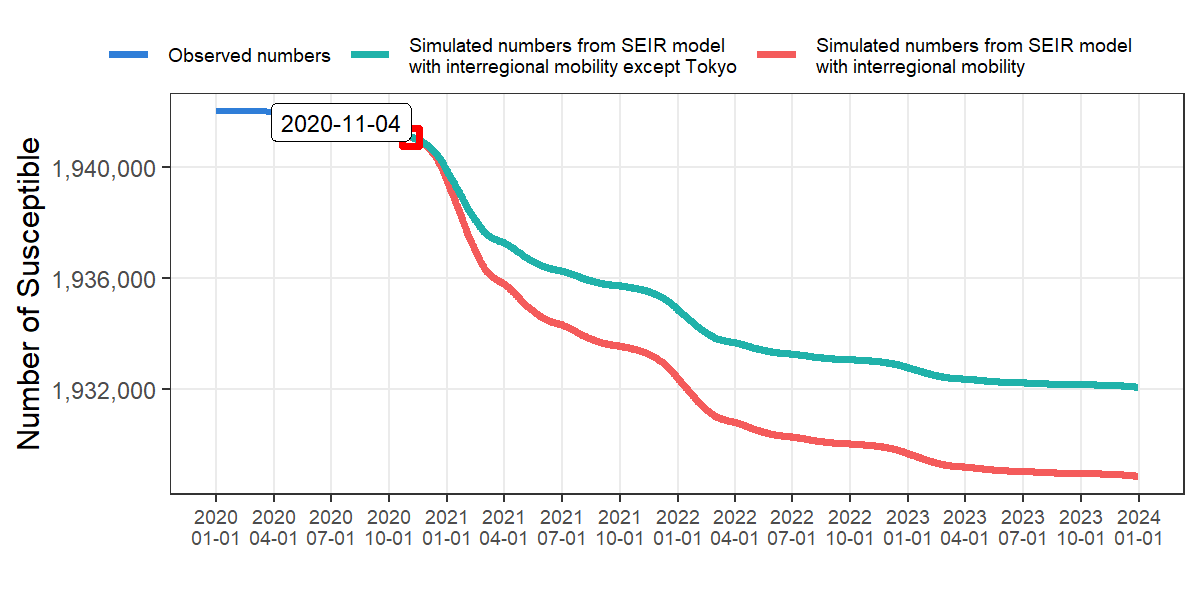 Observed numbers
Simulated numbers from SEIR model
with interregional mobility except Tokyo
Simulated numbers from SEIR model
with interregional mobility
2020-11-04
Number of Susceptible
1,940,000
1,936,000
1,932,000
2020 2020 2020 2020 2021 2021 2021 2021 2022 2022 2022 2022 2023 2023 2023 2023 2024
01-01 04-01 07-01 10-01 01-01 04-01 07-01 10-01 01-01 04-01 07-01 10-01 01-01 04-01 07-01 10-01 01-01